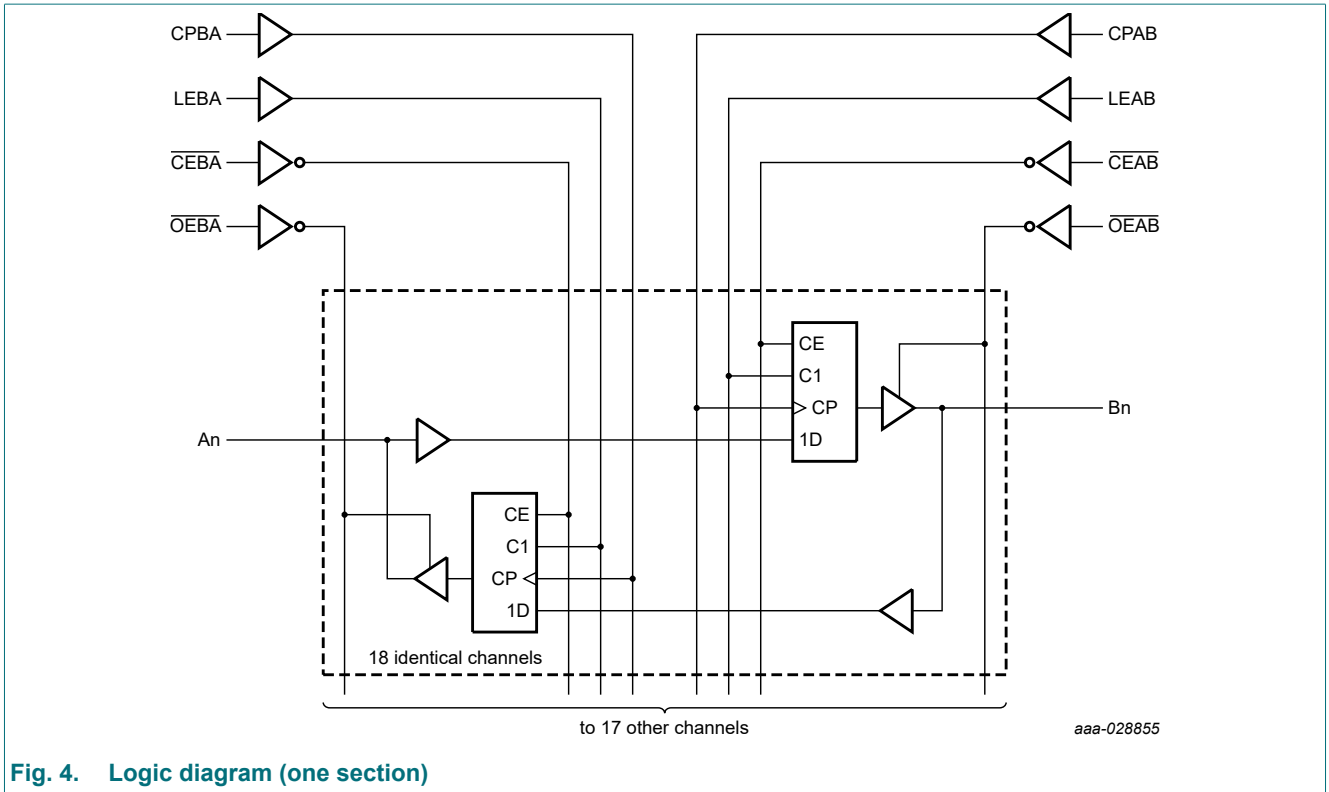 CPBA CPAB
LEBA LEAB
CEBA CEAB
OEBA OEAB
CE
C1
CP Bn
An 1D
CE
C1
CP
1D
18 identical channels
to 17 other channels aaa-028855
Fig. 4. Logic diagram (one section)